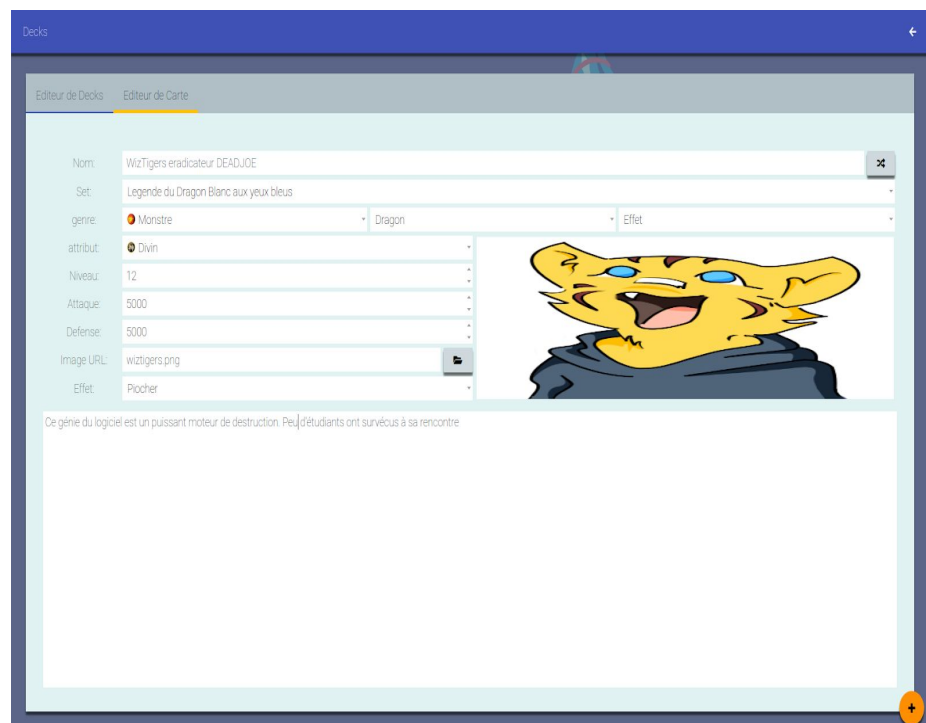 Decks
Editeur de Decks Editeur de Carte
Nom: WizTigers eradicateur DEADJOE
Set: Legende du Dragon Blanc aux yeux bleus
genre: Monstre Dragon Effet
attribut: Divin
Niveau: 12
Attaque: 5000
Defense: 5000
Image URL: wiztigers.png
Effet: Piocher
Ce génie du logiciel est un puissant moteur de destruction. Peu d'étudiants ont survécus à sa rencontre